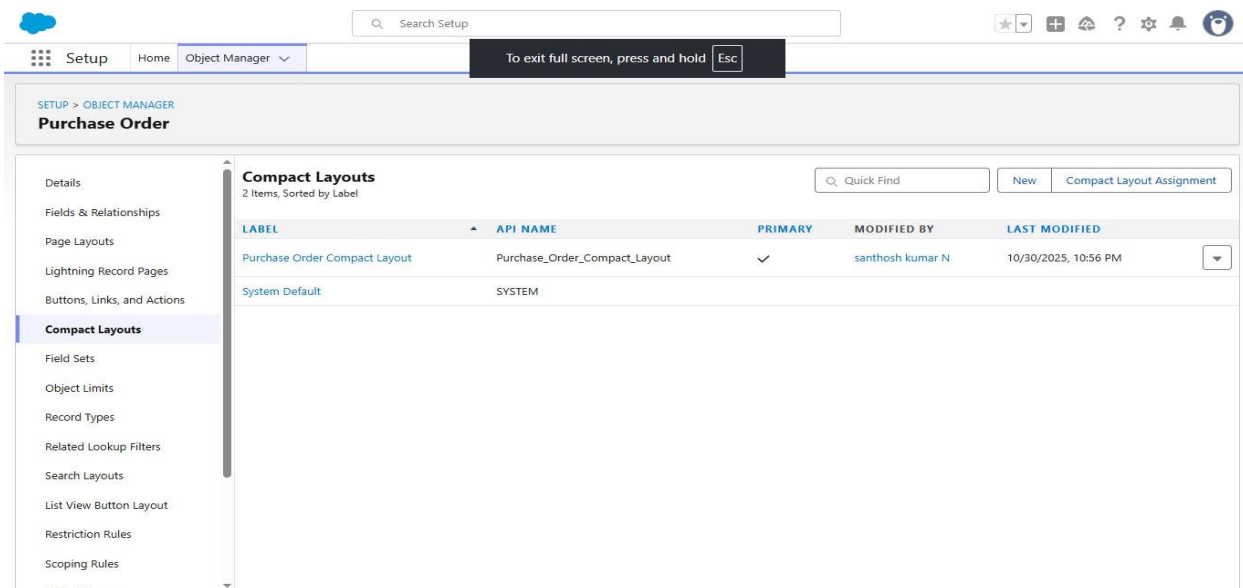 Search Setup
Setup Home Object Manager
To exit full screen, press and hold Esc
SETUP > OBJECT MANAGER
Purchase Order
Details
Fields & Relationships
Page Layouts
Lightning Record Pages
Buttons, Links, and Actions
Compact Layouts
Field Sets
Object Limits
Record Types
Related Lookup Filters
Search Layouts
List View Button Layout
Restriction Rules
Scoping Rules
Compact Layouts
2 Items, Sorted by Label
Quick Find New Compact Layout Assignment
LABEL API NAME PRIMARY MODIFIED BY LAST MODIFIED
Purchase Order Compact Layout Purchase_Order_Compact_Layout santhosh kumar N 10/30/2025, 10:56 PM
System Default SYSTEM